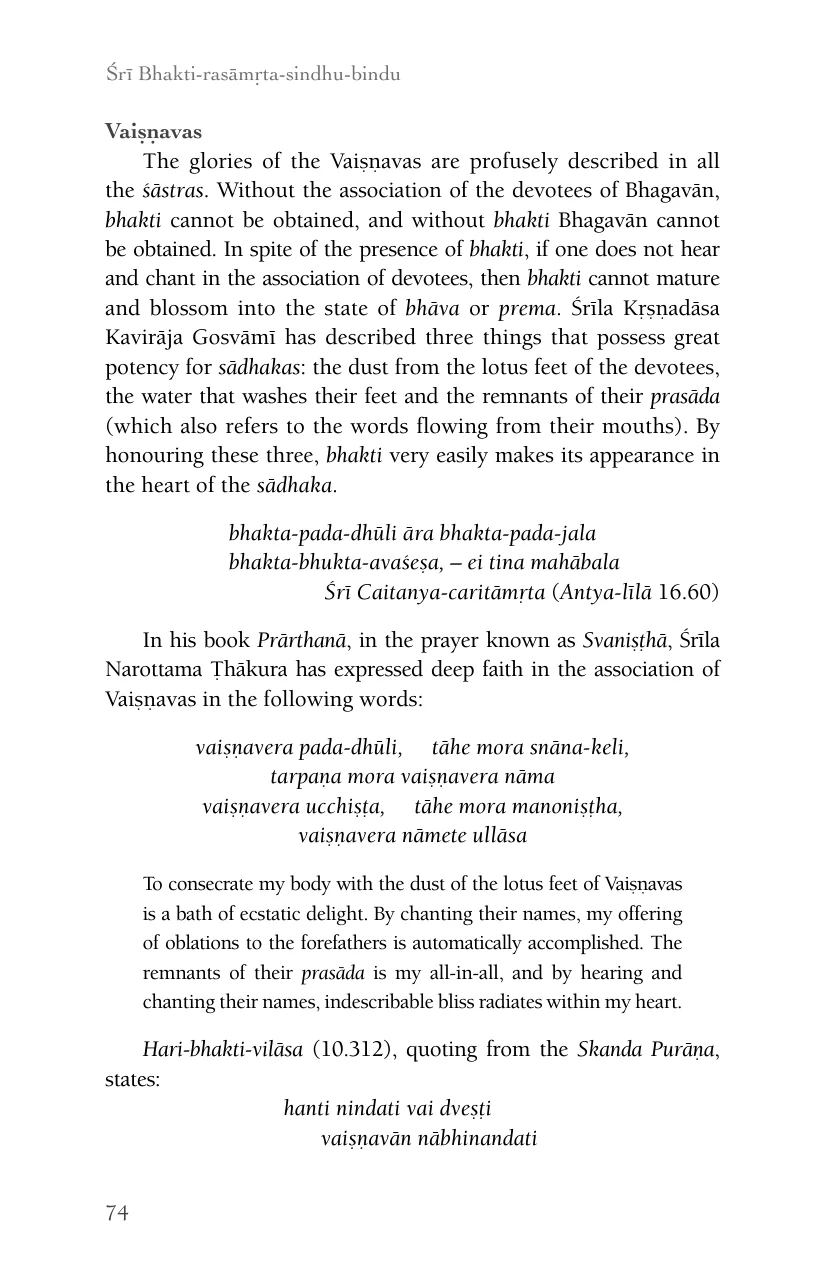 Śrī Bhakti-rasāmṛta-sindhu-bindu
Vaiṣṇavas
The glories of the Vaiṣṇavas are profusely described in all
the śāstras. Without the association of the devotees of Bhagavān,
bhakti cannot be obtained, and without bhakti Bhagavān cannot
be obtained. In spite of the presence of bhakti, if one does not hear
and chant in the association of devotees, then bhakti cannot mature
and blossom into the state of bhāva or prema. Śrīla Kṛṣṇadāsa
Kavirāja Gosvāmī has described three things that possess great
potency for sādhakas: the dust from the lotus feet of the devotees,
the water that washes their feet and the remnants of their prasāda
(which also refers to the words flowing from their mouths). By
honouring these three, bhakti very easily makes its appearance in
the heart of the sādhaka.
bhakta-pada-dhūli āra bhakta-pada-jala
bhakta-bhukta-avaśeṣa, – ei tina mahābala
Śrī Caitanya-caritāmṛta (Antya-līlā 16.60)
In his book Prārthanā, in the prayer known as Svaniṣṭhā, Śrīla
Narottama Ṭhākura has expressed deep faith in the association of
Vaiṣṇavas in the following words:
vaiṣṇavera pada-dhūli, tāhe mora snāna-keli,
tarpaṇa mora vaiṣṇavera nāma
vaiṣṇavera ucchiṣṭa, tāhe mora manoniṣṭha,
vaiṣṇavera nāmete ullāsa
To consecrate my body with the dust of the lotus feet of Vaiṣṇavas
is a bath of ecstatic delight. By chanting their names, my offering
of oblations to the forefathers is automatically accomplished. The
remnants of their prasāda is my all-in-all, and by hearing and
chanting their names, indescribable bliss radiates within my heart.
Hari-bhakti-vilāsa (10.312), quoting from the Skanda Purāṇa,
states:
hanti nindati vai dveṣṭi
vaiṣṇavān nābhinandati
74